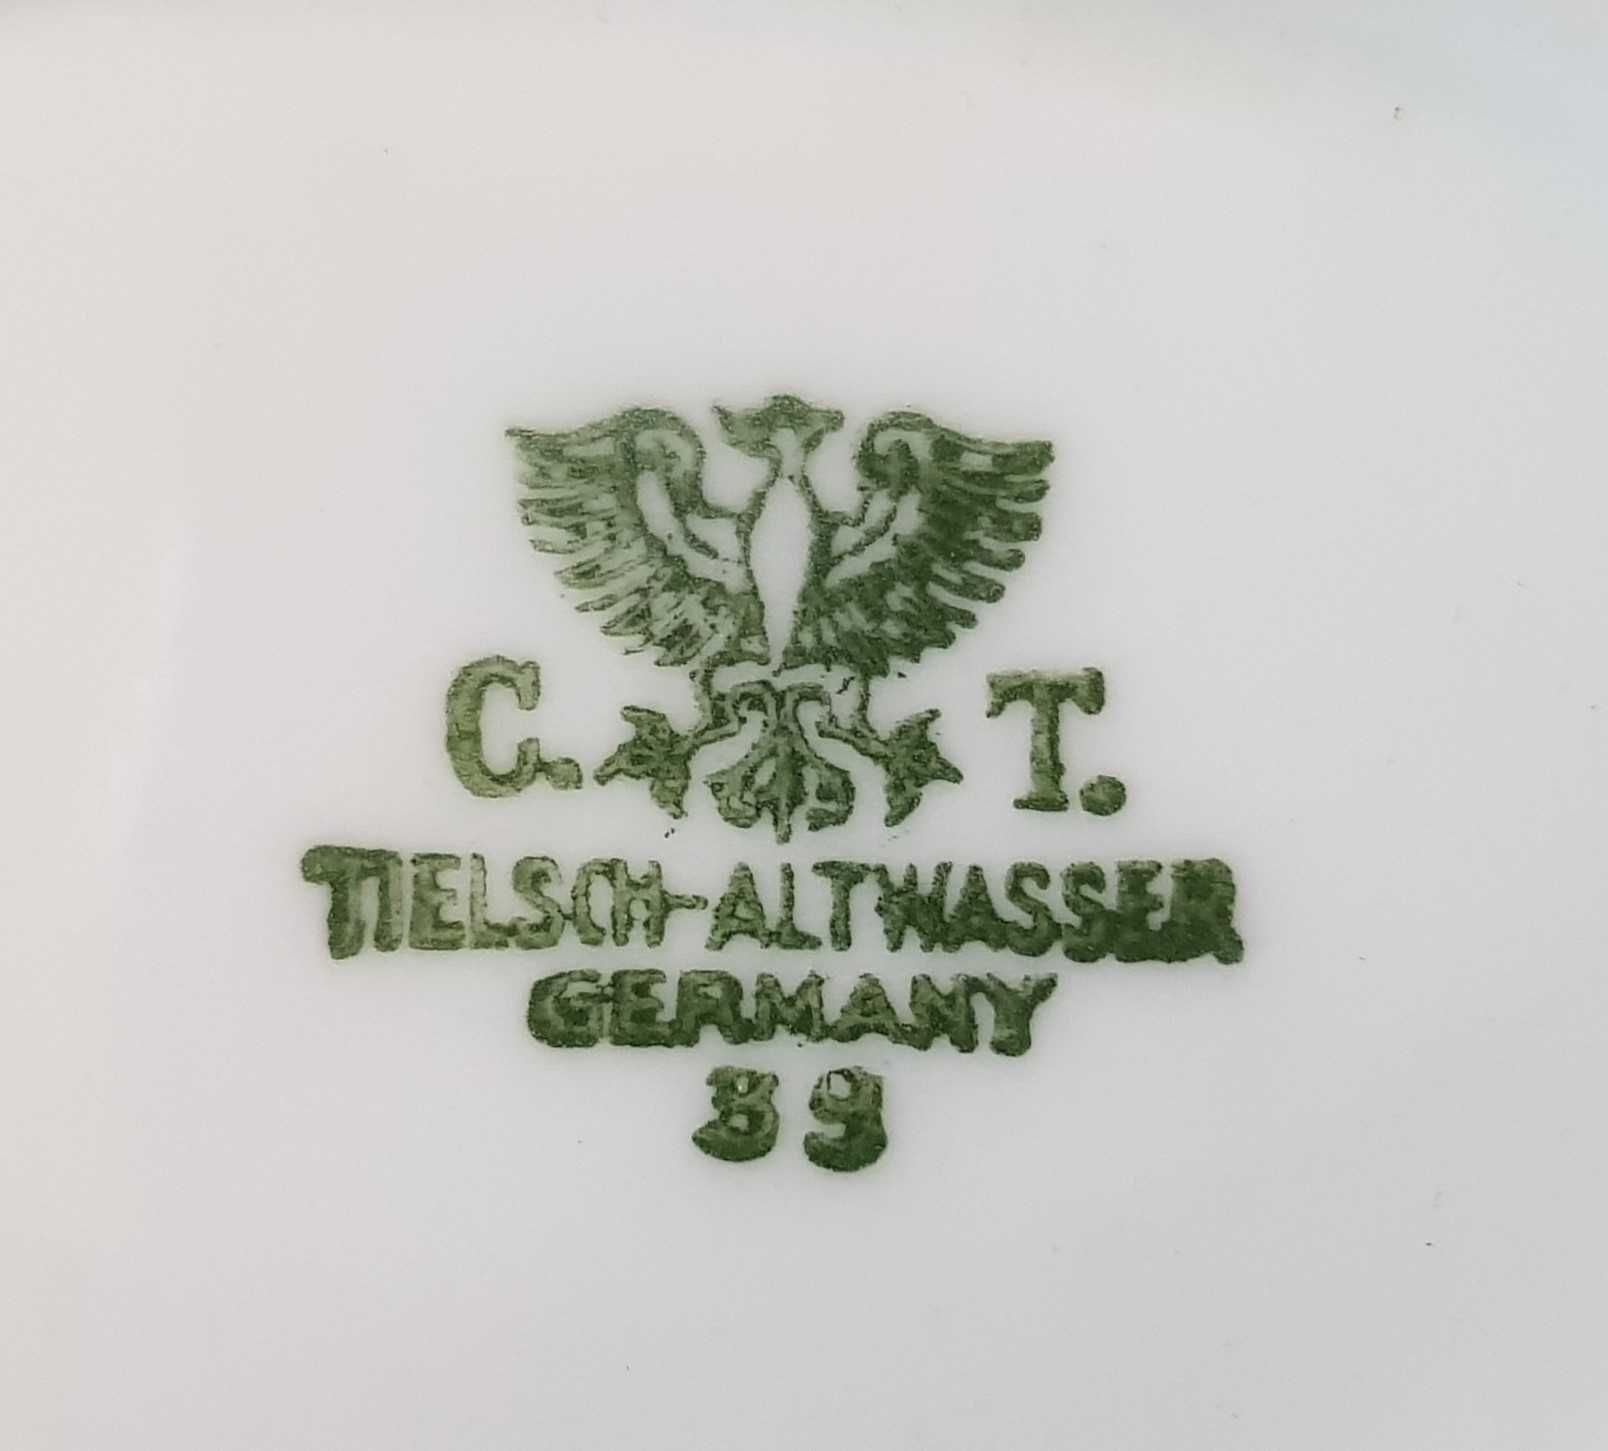 C. T.
TIELSCH-ALTWASSER
GERMANY
39